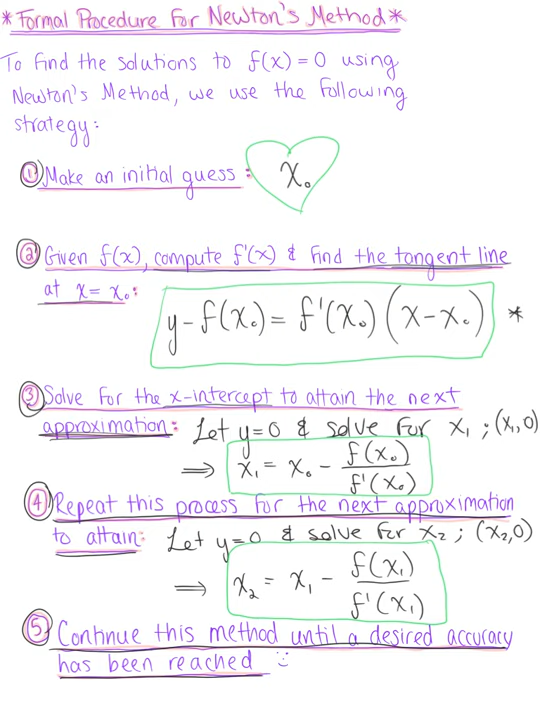 *Formal Procedure For Newton's Method*
To find the solutions to f(x) = 0 using
Newton's Method, we use the following
strategy:
① Make an initial guess: x₀
② Given f(x), compute f'(x) & find the tangent line
at x = x₀:
y - f(x₀) = f'(x₀) (x - x₀) *
③ Solve for the x-intercept to attain the next
approximation: Let y=0 & solve for x₁ ; (x₁,0)
⇒ x₁ = x₀ - f(x₀)/f'(x₀)
④ Repeat this process for the next approximation
to attain: Let y=0 & solve for x₂ ; (x₂,0)
⇒ x₂ = x₁ - f(x₁)/f'(x₁)
⑤ Continue this method until a desired accuracy
has been reached :)